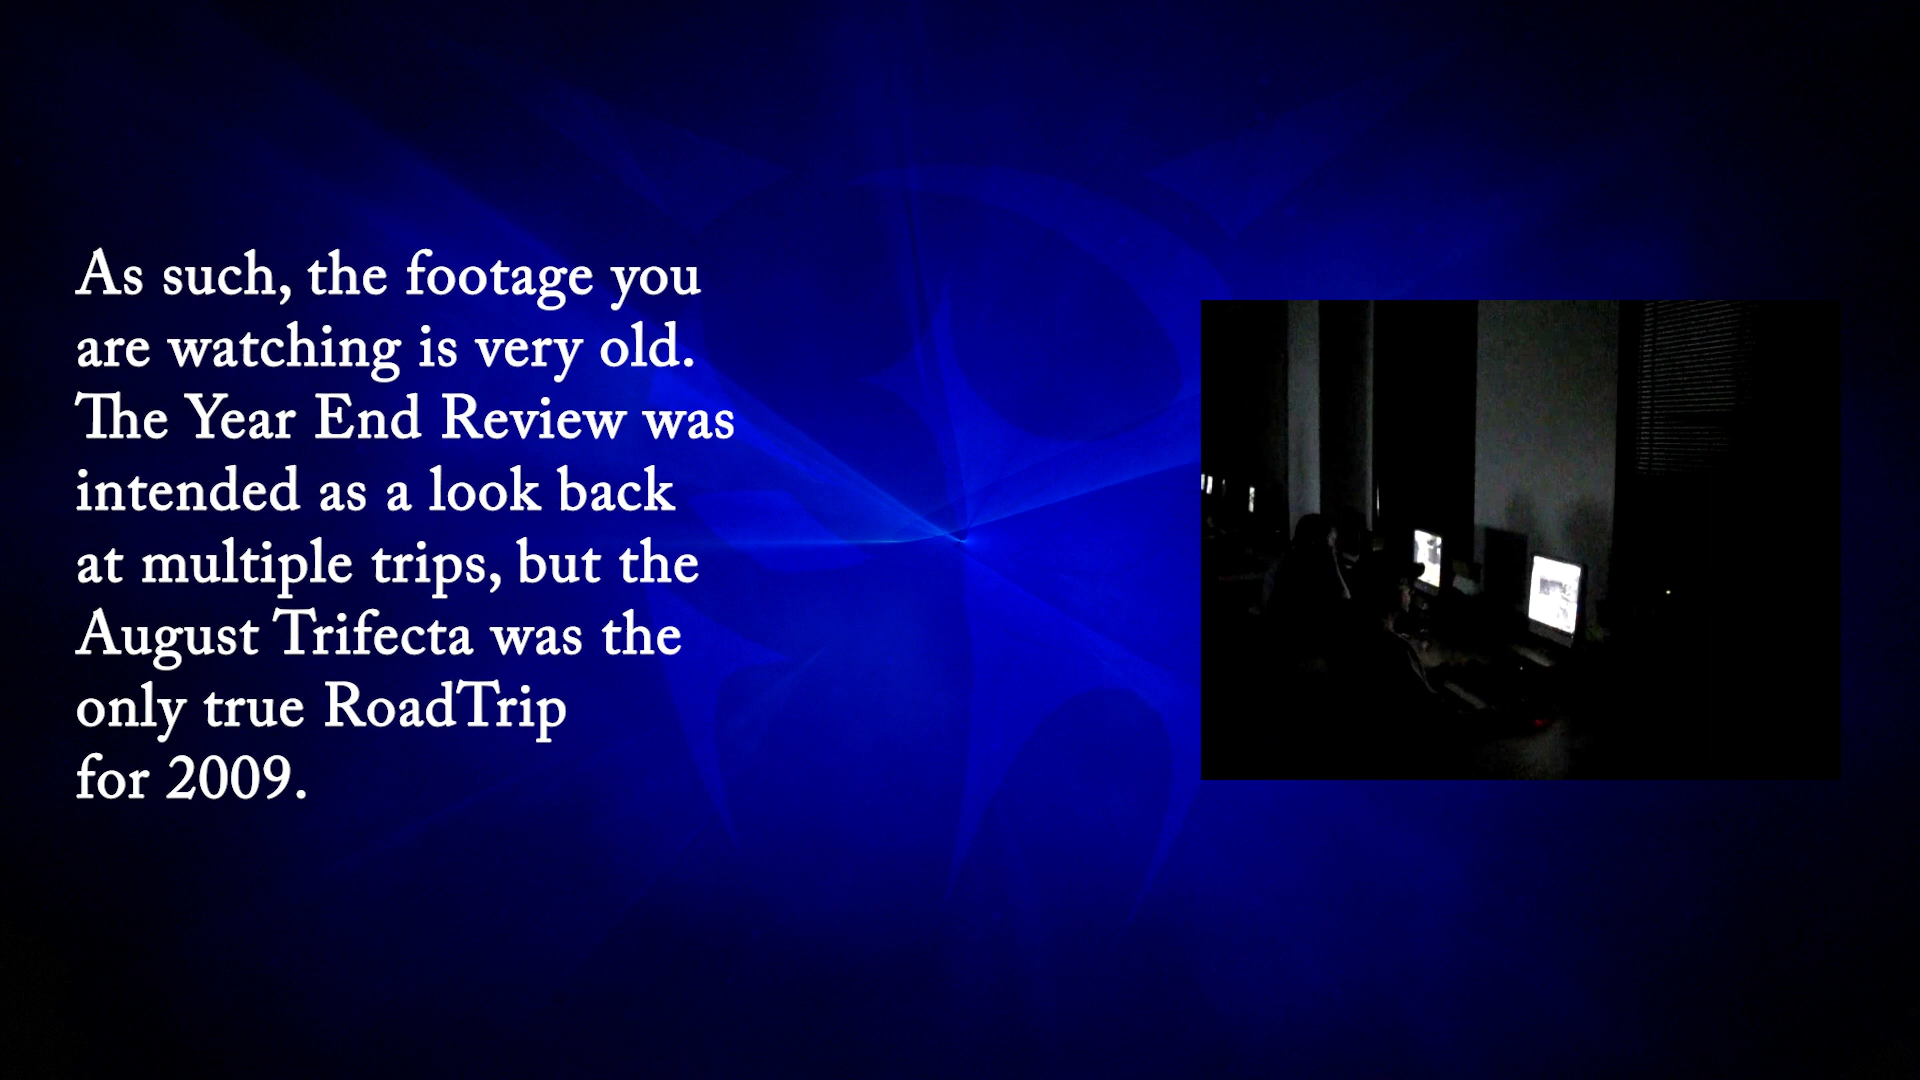 As such, the footage you
are watching is very old.
The Year End Review was
intended as a look back
at multiple trips, but the
August Trifecta was the
only true RoadTrip
for 2009.